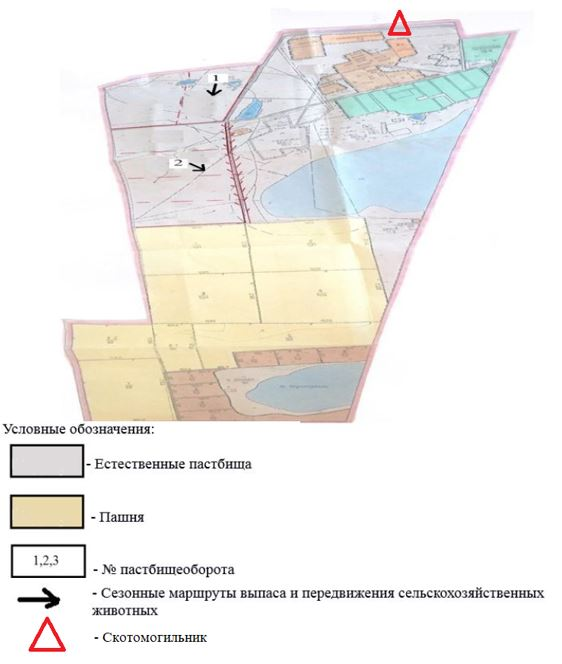 1
2
Условные обозначения:
- Естественные пастбища
- Пашня
1,2,3
- № пастбищеоборота
- Сезонные маршруты выпаса и передвижения сельскохозяйственных
животных
- Скотомогильник